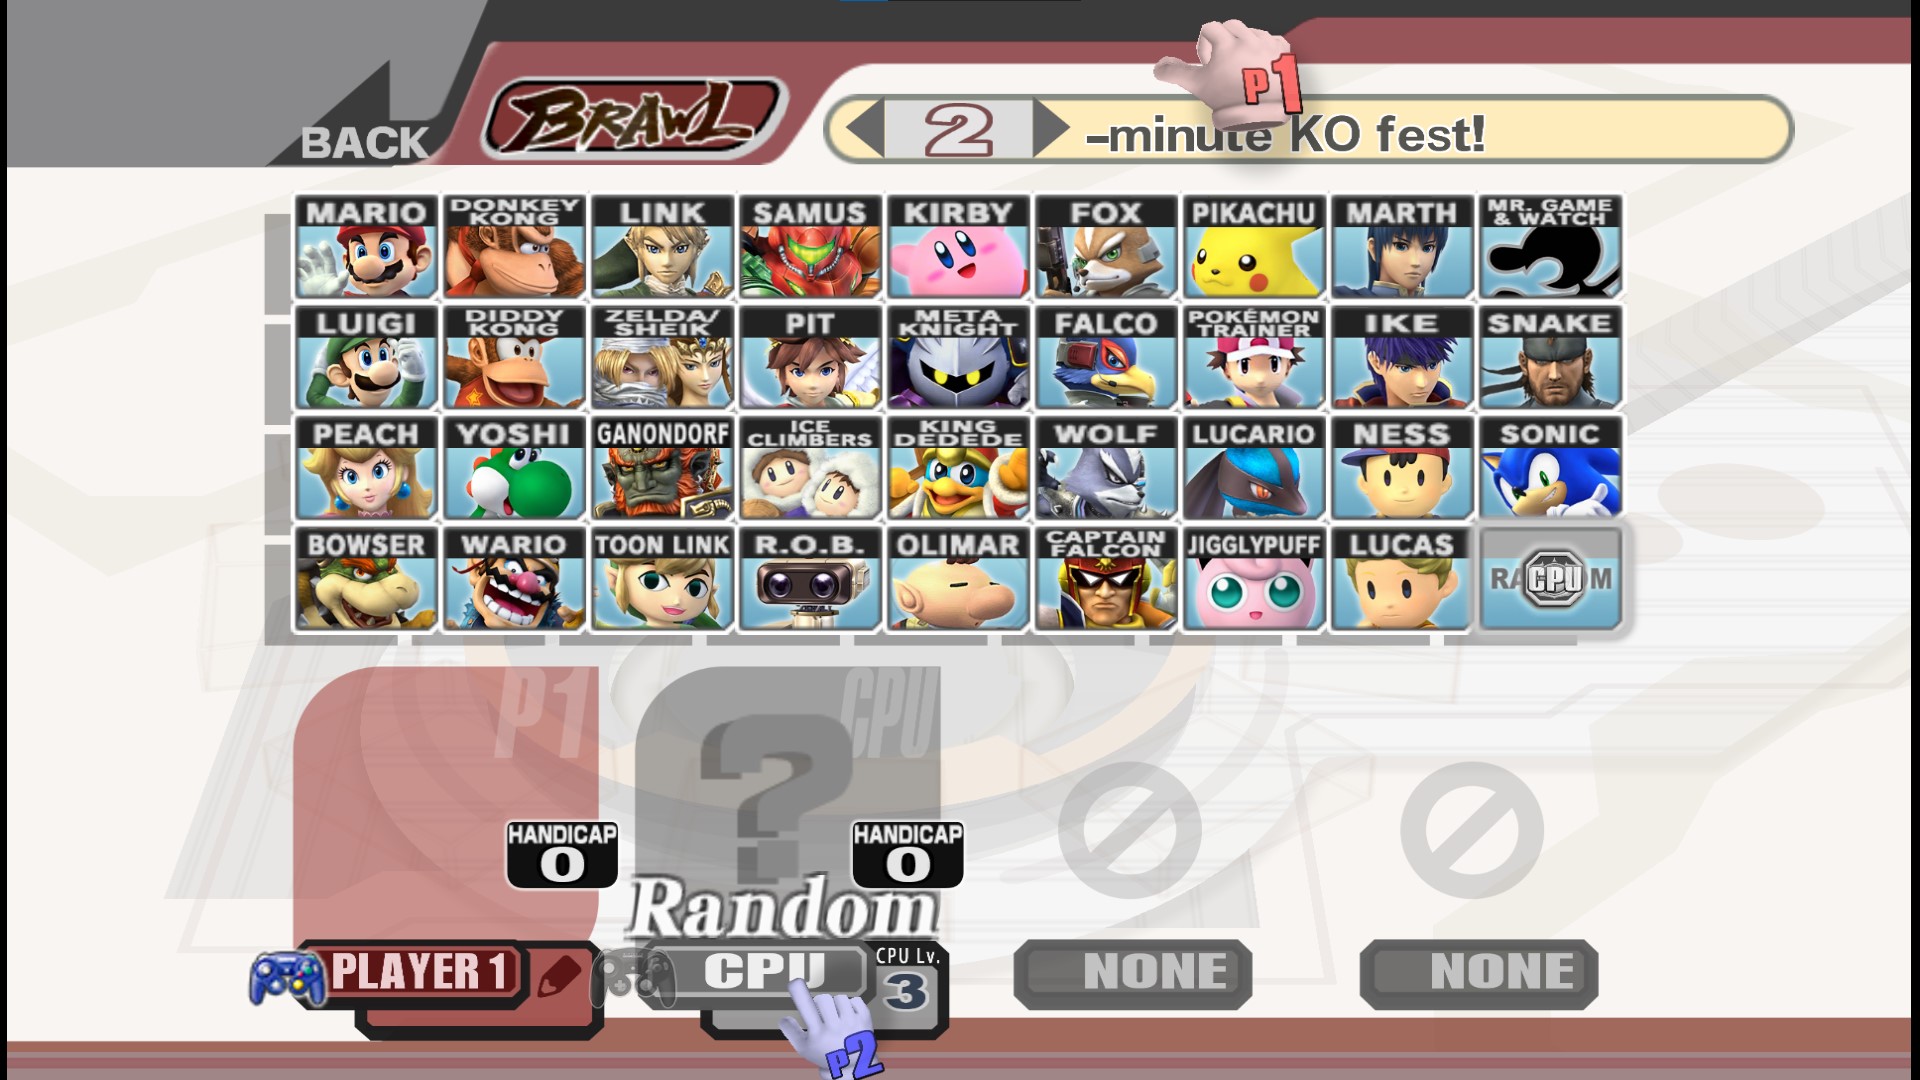 BACK
BRAWL
2
–minute KO fest!
P1
MARIO
DONKEY
KONG
LINK
SAMUS
KIRBY
FOX
PIKACHU
MARTH
MR. GAME
& WATCH
LUIGI
DIDDY
KONG
ZELDA/
SHEIK
PIT
META
KNIGHT
FALCO
POKÉMON
TRAINER
IKE
SNAKE
PEACH
YOSHI
GANONDORF
ICE
CLIMBERS
KING
DEDEDE
WOLF
LUCARIO
NESS
SONIC
BOWSER
WARIO
TOON LINK
R.O.B.
OLIMAR
CAPTAIN
FALCON
JIGGLYPUFF
LUCAS
CPU
P1
CPU
?
HANDICAP
0
HANDICAP
0
Random
PLAYER 1
CPU
CPU Lv.
3
NONE
NONE
P2